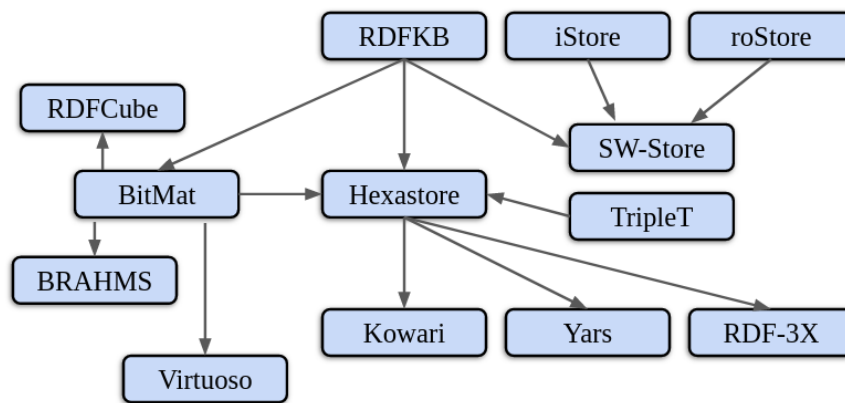 RDFKB
iStore
roStore
RDFCube
SW-Store
BitMat
Hexastore
TripleT
BRAHMS
Kowari
Yars
RDF-3X
Virtuoso